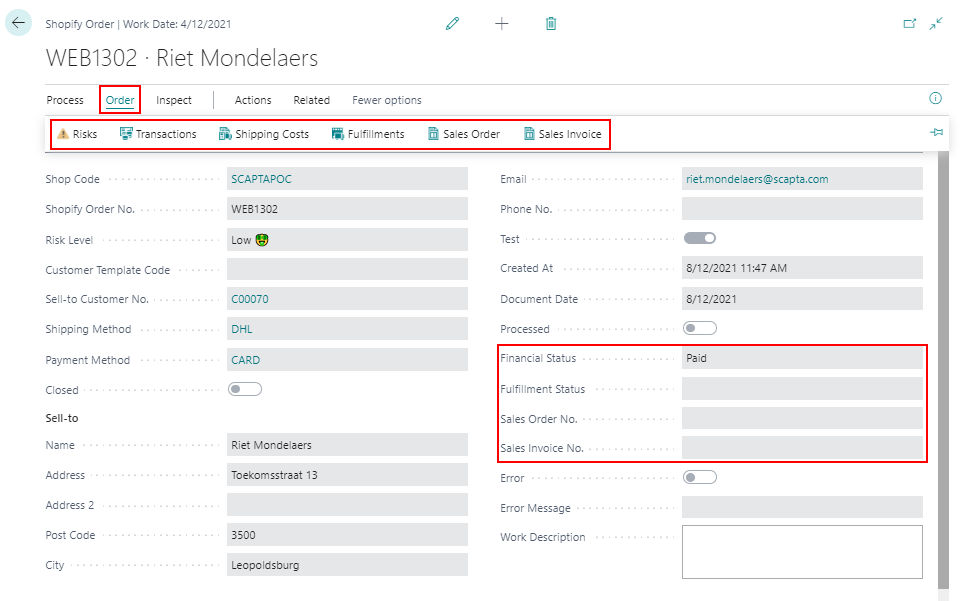 Shopify Order | Work Date: 4/12/2021
WEB1302 · Riet Mondelaers
Process Order Inspect Actions Related Fewer options
Risks Transactions Shipping Costs Fulfillments Sales Order Sales Invoice
Shop Code SCAPTAPOC
Shopify Order No. WEB1302
Risk Level Low
Customer Template Code
Sell-to Customer No. C00070
Shipping Method DHL
Payment Method CARD
Closed
Sell-to
Name Riet Mondelaers
Address Toekomsstraat 13
Address 2
Post Code 3500
City Leopoldsburg
Email riet.mondelaers@scapta.com
Phone No.
Test
Created At 8/12/2021 11:47 AM
Document Date 8/12/2021
Processed
Financial Status Paid
Fulfillment Status
Sales Order No.
Sales Invoice No.
Error
Error Message
Work Description